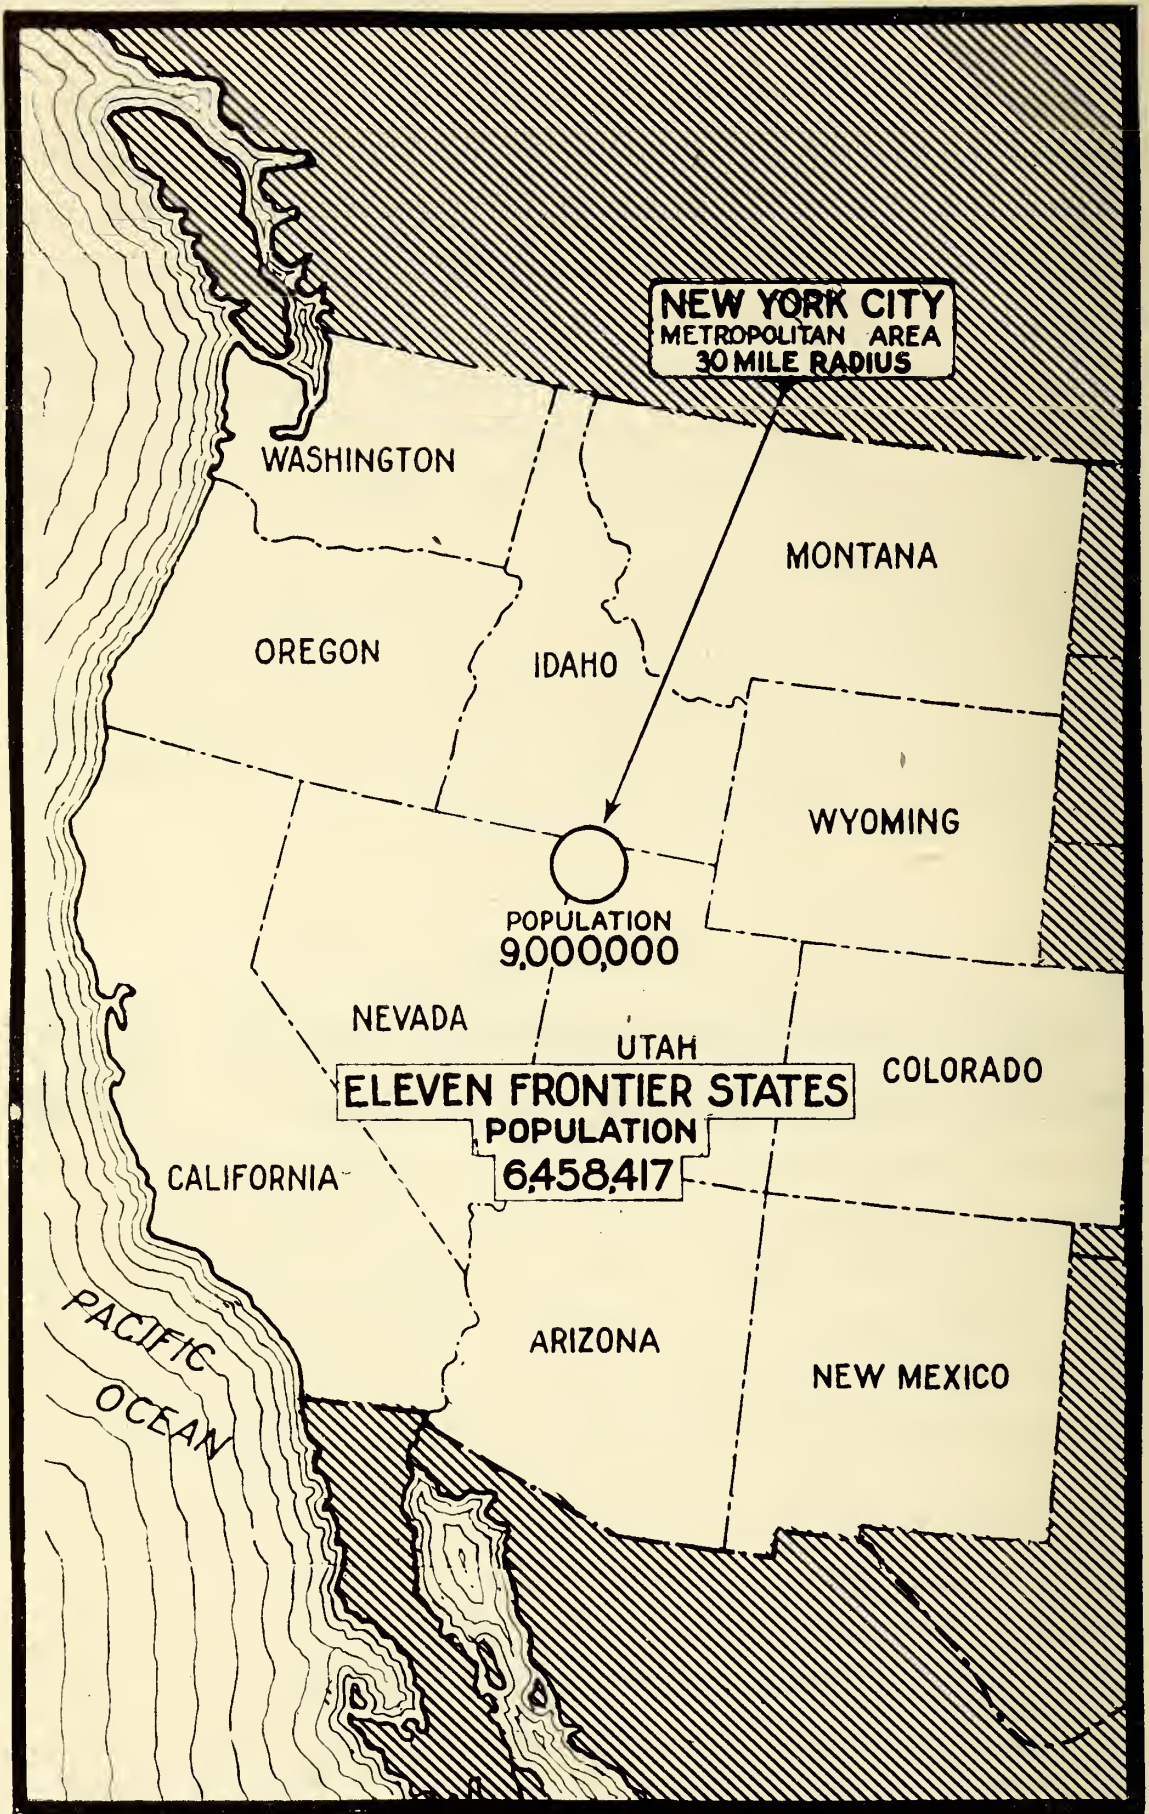 NEW YORK CITY
METROPOLITAN AREA
30 MILE RADIUS
WASHINGTON
MONTANA
OREGON
IDAHO
WYOMING
POPULATION
9,000,000
NEVADA
UTAH
COLORADO
ELEVEN FRONTIER STATES
POPULATION
6,458,417
CALIFORNIA
PACIFIC
OCEAN
ARIZONA
NEW MEXICO